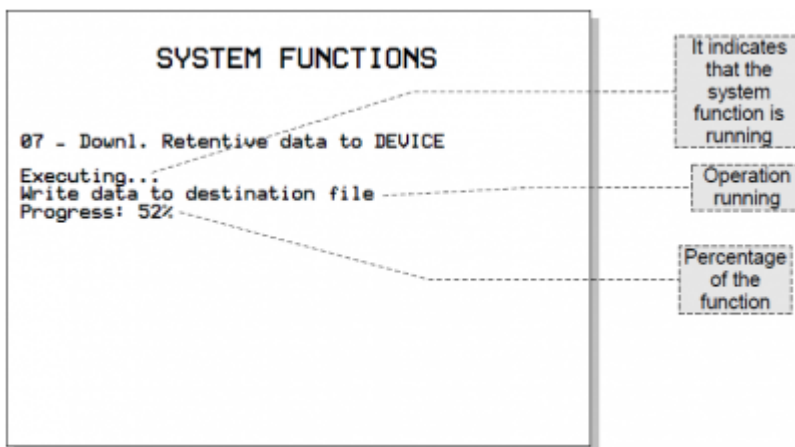 SYSTEM FUNCTIONS
07 - Downl. Retentive data to DEVICE
Executing...
Write data to destination file
Progress: 52%
It indicates
that the
system
function is
running
Operation
running
Percentage
of the
function